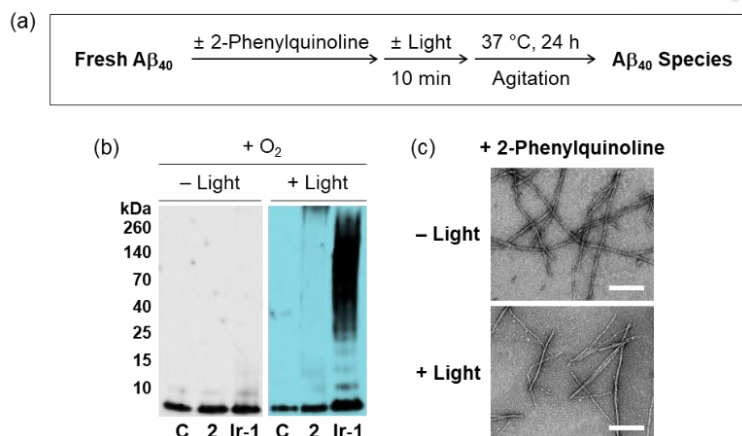 (a)
Fresh Aβ40 ± 2-Phenylquinoline ± Light 10 min 37 °C, 24 h Agitation Aβ40 Species
(b)
+ O2
– Light + Light
kDa
260
140
70
40
25
15
10
C 2 Ir-1 C 2 Ir-1
(c)
+ 2-Phenylquinoline
– Light
+ Light